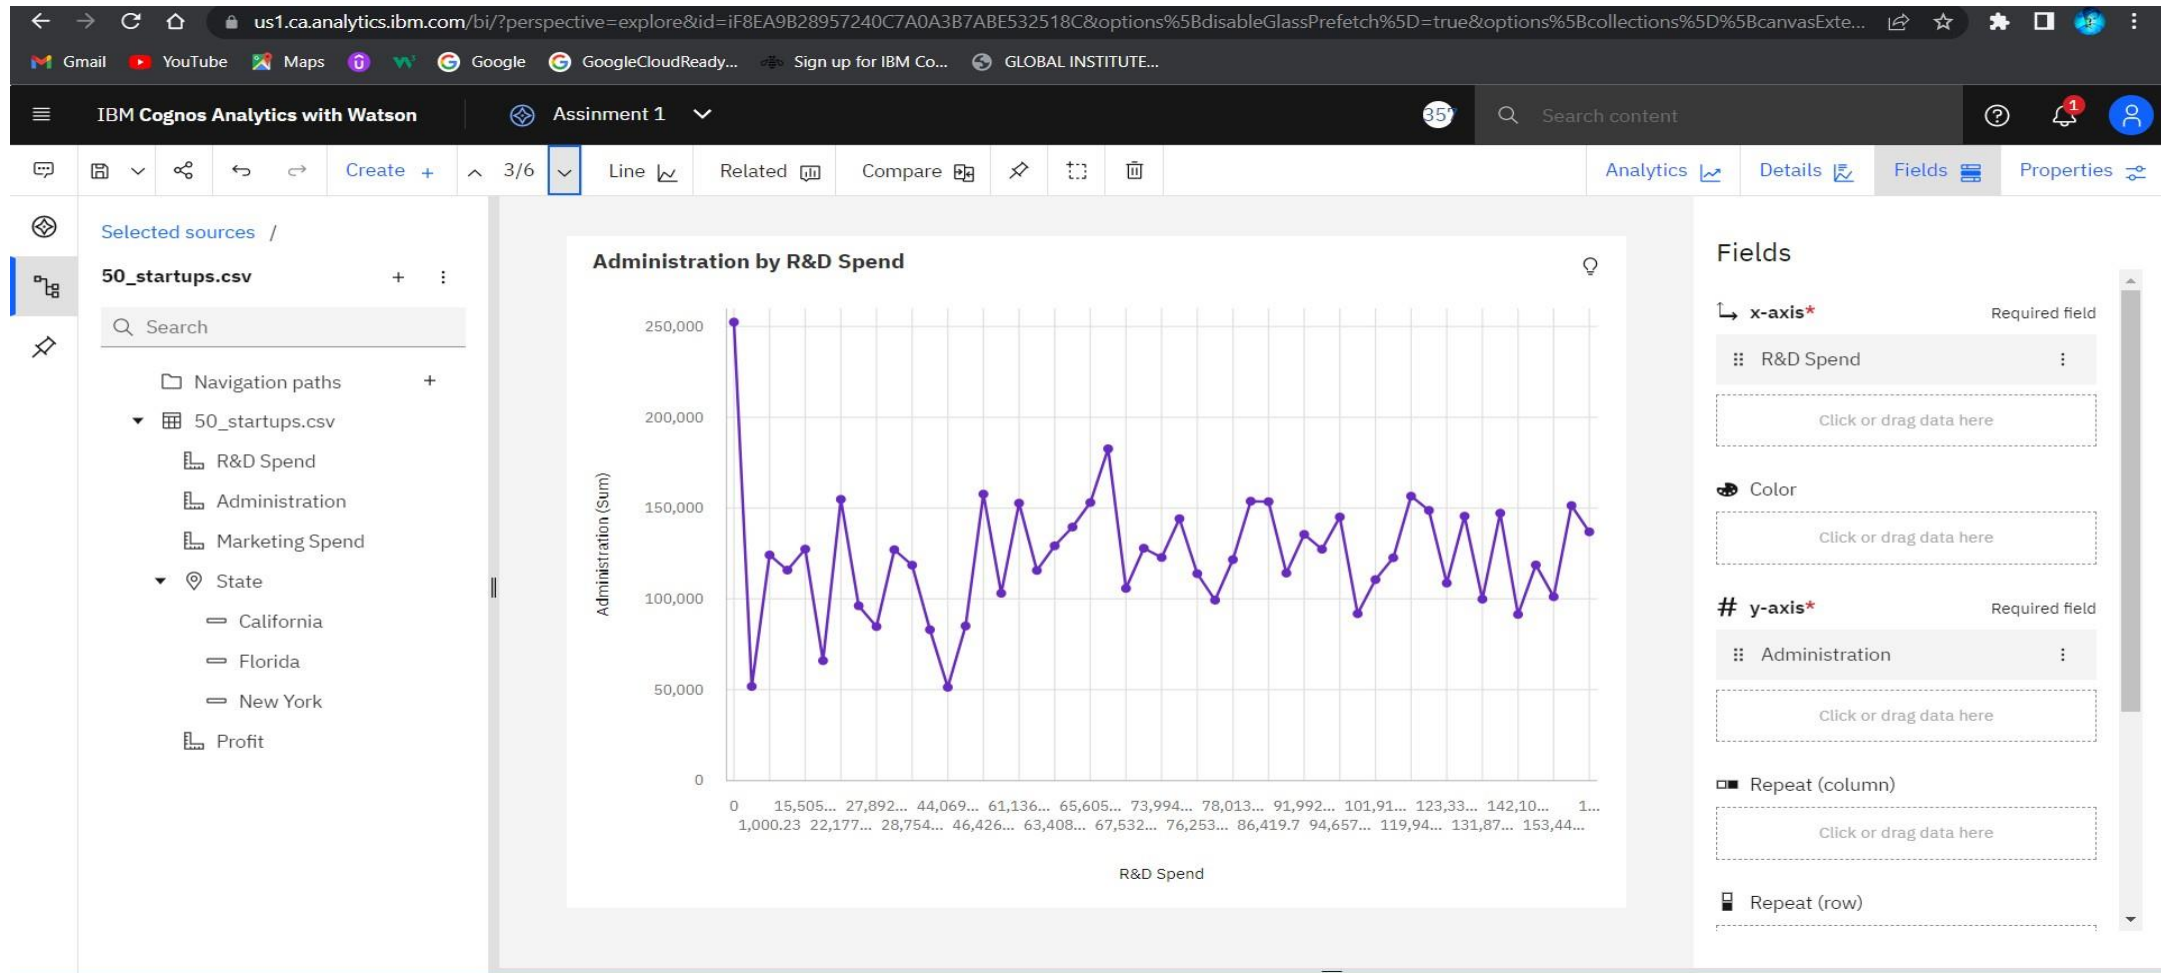 us1.ca.analytics.ibm.com/bi/?perspective=explore&id=iF8EA9B28957240C7A0A3B7ABE532518C&options%5BdisableGlassPrefetch%5D=true&options%5Bcollections%5D%5BcanvasExte...
Gmail YouTube Maps Google GoogleCloudReady... Sign up for IBM Co... GLOBAL INSTITUTE...
IBM Cognos Analytics with Watson Assinment 1 357 Search content 1
Create + 3/6 Line Related Compare Analytics Details Fields Properties
Selected sources /
50_startups.csv
Search
Navigation paths
50_startups.csv
R&D Spend
Administration
Marketing Spend
State
California
Florida
New York
Profit
Administration by R&D Spend
250,000
200,000
150,000
100,000
50,000
0
Administration (Sum)
0 15,505... 27,892... 44,069... 61,136... 65,605... 73,994... 78,013... 91,992... 101,91... 123,33... 142,10... 1...
1,000.23 22,177... 28,754... 46,426... 63,408... 67,532... 76,253... 86,419.7 94,657... 119,94... 131,87... 153,44...
R&D Spend
Fields
x-axis* Required field
R&D Spend
Click or drag data here
Color
Click or drag data here
# y-axis* Required field
Administration
Click or drag data here
Repeat (column)
Click or drag data here
Repeat (row)